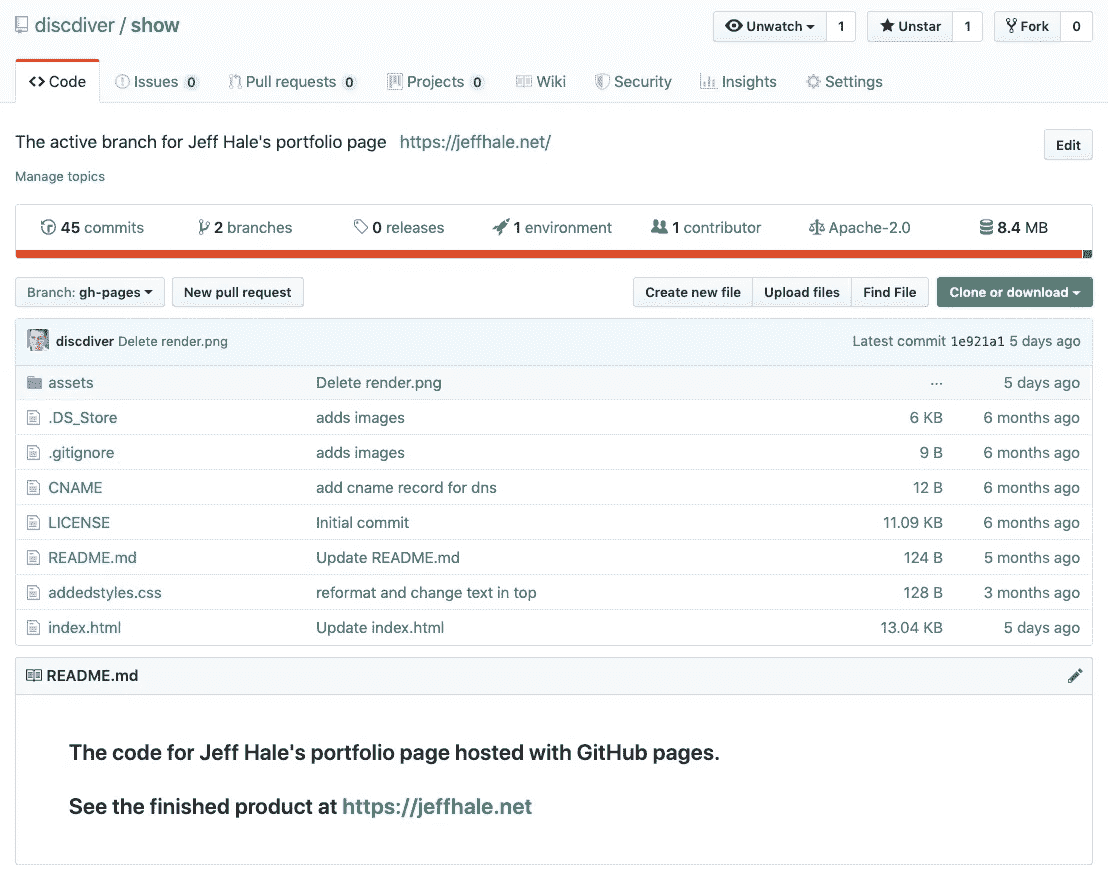 discdiver / show Unwatch 1 Unstar 1 Fork 0
Code Issues 0 Pull requests 0 Projects 0 Wiki Security Insights Settings
The active branch for Jeff Hale's portfolio page https://jeffhale.net/ Edit
Manage topics
45 commits 2 branches 0 releases 1 environment 1 contributor Apache-2.0 8.4 MB
Branch: gh-pages New pull request Create new file Upload files Find File Clone or download
discdiver Delete render.png Latest commit 1e921a1 5 days ago
assets Delete render.png ... 5 days ago
.DS_Store adds images 6 KB 6 months ago
.gitignore adds images 9 B 6 months ago
CNAME add cname record for dns 12 B 6 months ago
LICENSE Initial commit 11.09 KB 6 months ago
README.md Update README.md 124 B 5 months ago
addedstyles.css reformat and change text in top 128 B 3 months ago
index.html Update index.html 13.04 KB 5 days ago
README.md
The code for Jeff Hale's portfolio page hosted with GitHub pages.
See the finished product at https://jeffhale.net